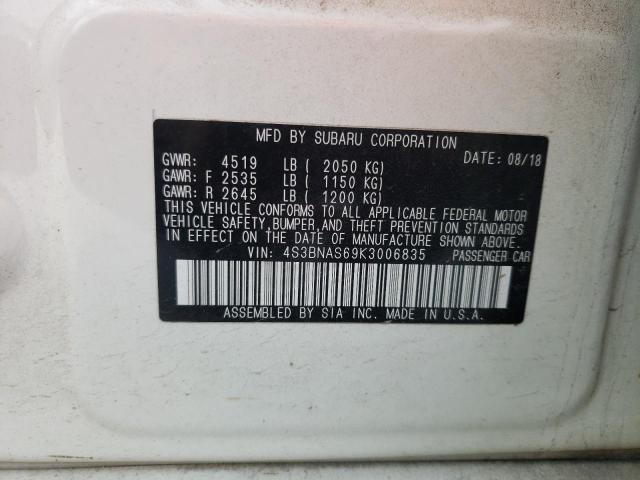 MFD BY SUBARU CORPORATION DATE: 08/18
GVWR: 4519 LB ( 2050 KG)
GAWR: F 2535 LB ( 1150 KG)
GAWR: R 2645 LB ( 1200 KG)
THIS VEHICLE CONFORMS TO ALL APPLICABLE FEDERAL MOTOR
VEHICLE SAFETY, BUMPER, AND THEFT PREVENTION STANDARDS
IN EFFECT ON THE DATE OF MANUFACTURE SHOWN ABOVE.
VIN: 4S3BNAS69K3006835 PASSENGER CAR
ASSEMBLED BY SIA INC. MADE IN U.S.A.